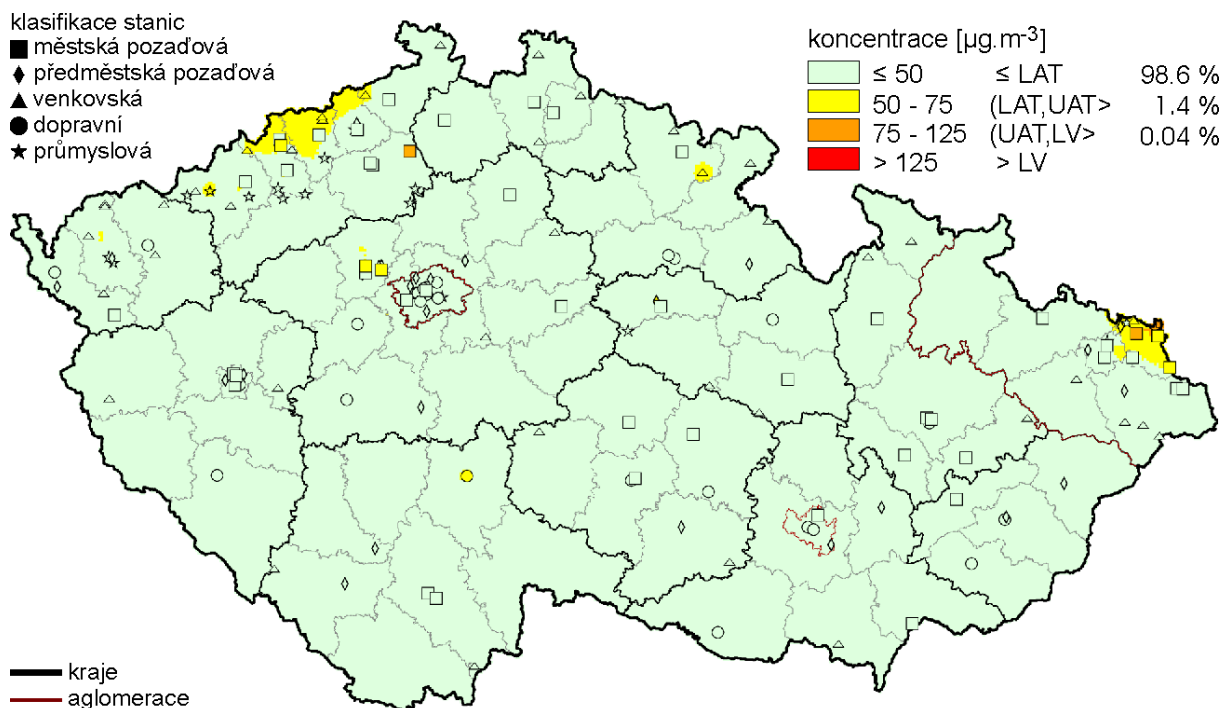 klasifikace stanic
městská pozaďová
předměstská pozaďová
venkovská
dopravní
průmyslová
koncentrace [µg.m-3]
≤ 50 ≤ LAT 98.6 %
50 - 75 (LAT,UAT> 1.4 %
75 - 125 (UAT,LV> 0.04 %
> 125 > LV
kraje
aglomerace